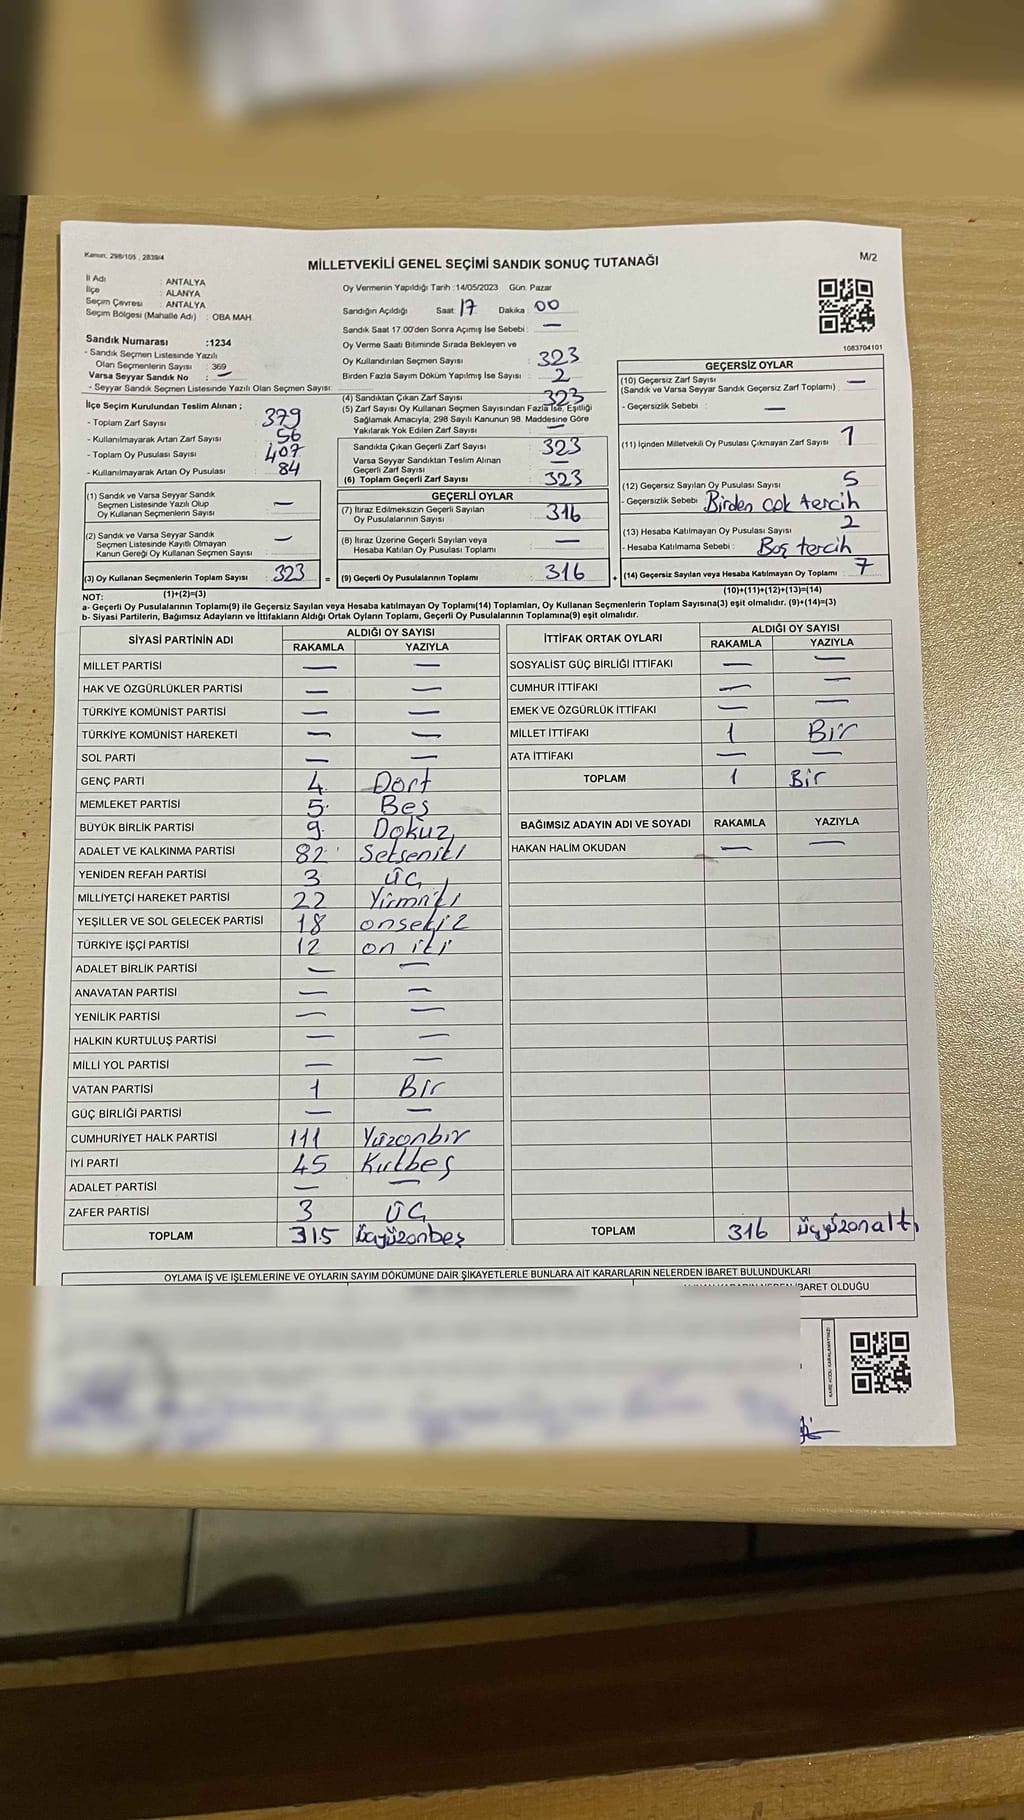 Kanun: 298/105 , 2839/4
M/2
MİLLETVEKİLİ GENEL SEÇİMİ SANDIK SONUÇ TUTANAĞI
İl Adı : ANTALYA
İlçe : ALANYA
Seçim Çevresi : ANTALYA
Seçim Bölgesi (Mahalle Adı) : OBA MAH.
Sandık Numarası :1234
- Sandık Seçmen Listesinde Yazılı
Olan Seçmenlerin Sayısı : 369
Varsa Seyyar Sandık No : —
- Seyyar Sandık Seçmen Listesinde Yazılı Olan Seçmen Sayısı:
İlçe Seçim Kurulundan Teslim Alınan ;
- Toplam Zarf Sayısı 379
- Kullanılmayarak Artan Zarf Sayısı 56
- Toplam Oy Pusulası Sayısı 407
- Kullanılmayarak Artan Oy Pusulası 84
(1) Sandık ve Varsa Seyyar Sandık
Seçmen Listesinde Yazılı Olup
Oy Kullanan Seçmenlerin Sayısı —
(2) Sandık ve Varsa Seyyar Sandık
Seçmen Listesinde Kayıtlı Olmayan
Kanun Gereği Oy Kullanan Seçmen Sayısı —
(3) Oy Kullanan Seçmenlerin Toplam Sayısı : 323 =
(1)+(2)=(3)
Oy Vermenin Yapıldığı Tarih :14/05/2023 Gün: Pazar
Sandığın Açıldığı Saat: 17 Dakika: 00
Sandık Saat 17.00'den Sonra Açımış İse Sebebi : —
Oy Verme Saati Bitiminde Sırada Bekleyen ve
Oy Kullandırılan Seçmen Sayısı 323
Birden Fazla Sayım Döküm Yapılmış İse Sayısı : 2
(4) Sandıktan Çıkan Zarf Sayısı 323
(5) Zarf Sayısı Oy Kullanan Seçmen Sayısından Fazla İse, Eşitliği
Sağlamak Amacıyla, 298 Sayılı Kanunun 98. Maddesine Göre
Yakılarak Yok Edilen Zarf Sayısı —
Sandıkta Çıkan Geçerli Zarf Sayısı 323
Varsa Seyyar Sandıktan Teslim Alınan
Geçerli Zarf Sayısı —
(6) Toplam Geçerli Zarf Sayısı 323
GEÇERLİ OYLAR
(7) İtiraz Edilmeksizin Geçerli Sayılan
Oy Pusulalarının Sayısı 316
(8) İtiraz Üzerine Geçerli Sayılan veya
Hesaba Katılan Oy Pusulası Toplamı —
(9) Geçerli Oy Pusulalarının Toplamı 316 +
1083704101
GEÇERSİZ OYLAR
(10) Geçersiz Zarf Sayısı
(Sandık ve Varsa Seyyar Sandık Geçersiz Zarf Toplamı) —
- Geçersizlik Sebebi : —
(11) İçinden Milletvekili Oy Pusulası Çıkmayan Zarf Sayısı 1
(12) Geçersiz Sayılan Oy Pusulası Sayısı 5
- Geçersizlik Sebebi Birden çok tercih
(13) Hesaba Katılmayan Oy Pusulası Sayısı 2
- Hesaba Katılmama Sebebi : Boş tercih
(14) Geçersiz Sayılan veya Hesaba Katılmayan Oy Toplamı : 7
(10)+(11)+(12)+(13)=(14)
NOT:
a- Geçerli Oy Pusulalarının Toplamı(9) ile Geçersiz Sayılan veya Hesaba katılmayan Oy Toplamı(14) Toplamları, Oy Kullanan Seçmenlerin Toplam Sayısına(3) eşit olmalıdır. (9)+(14)=(3)
b- Siyasi Partilerin, Bağımsız Adayların ve İttifakların Aldığı Ortak Oyların Toplamı, Geçerli Oy Pusulalarının Toplamına(9) eşit olmalıdır.
SİYASİ PARTİNİN ADI ALDIĞI OY SAYISI
RAKAMLA YAZIYLA
MİLLET PARTİSİ — —
HAK VE ÖZGÜRLÜKLER PARTİSİ — —
TÜRKİYE KOMÜNİST PARTİSİ — —
TÜRKİYE KOMÜNİST HAREKETİ — —
SOL PARTİ — —
GENÇ PARTİ 4 Dört
MEMLEKET PARTİSİ 5 Beş
BÜYÜK BİRLİK PARTİSİ 9 Dokuz
ADALET VE KALKINMA PARTİSİ 82 Sekseniki
YENİDEN REFAH PARTİSİ 3 ÜÇ
MİLLİYETÇİ HAREKET PARTİSİ 22 Yirmiiki
YEŞİLLER VE SOL GELECEK PARTİSİ 18 onsekiz
TÜRKİYE İŞÇİ PARTİSİ 12 on iki
ADALET BİRLİK PARTİSİ — —
ANAVATAN PARTİSİ — —
YENİLİK PARTİSİ — —
HALKIN KURTULUŞ PARTİSİ — —
MİLLİ YOL PARTİSİ — —
VATAN PARTİSİ 1 Bir
GÜÇ BİRLİĞİ PARTİSİ — —
CUMHURİYET HALK PARTİSİ 111 Yüzonbir
İYİ PARTİ 45 Kırkbeş
ADALET PARTİSİ — —
ZAFER PARTİSİ 3 ÜÇ
TOPLAM 315 üçyüzonbeş
İTTİFAK ORTAK OYLARI ALDIĞI OY SAYISI
RAKAMLA YAZIYLA
SOSYALİST GÜÇ BİRLİĞİ İTTİFAKI — —
CUMHUR İTTİFAKI — —
EMEK VE ÖZGÜRLÜK İTTİFAKI — —
MİLLET İTTİFAKI 1 Bir
ATA İTTİFAKI — —
TOPLAM 1 Bir
BAĞIMSIZ ADAYIN ADI VE SOYADI RAKAMLA YAZIYLA
HAKAN HALİM OKUDAN — —
TOPLAM 316 üçyüzonaltı
OYLAMA İŞ VE İŞLEMLERİNE VE OYLARIN SAYIM DÖKÜMÜNE DAİR ŞİKAYETLERLE BUNLARA AİT KARARLARIN NELERDEN İBARET BULUNDUKLARI
İBARET OLDUĞU
KARE KODU KARALAMAYINIZ!